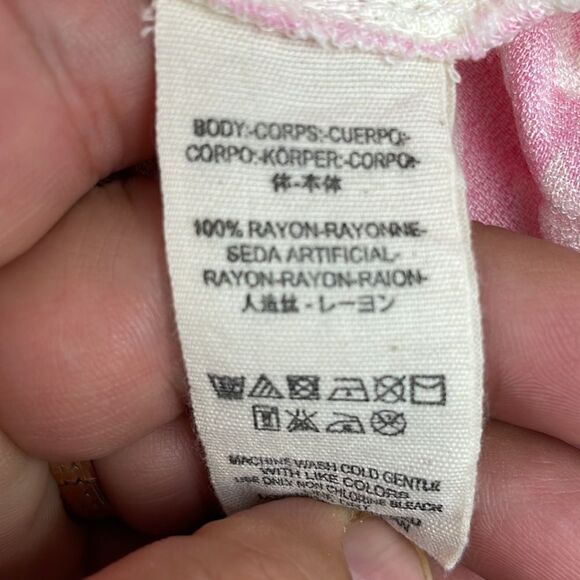 BODY:-CORPS:-CUERPO:-
CORPO:-KÖRPER:-CORPO:-
体-本体
100% RAYON-RAYONNE-
SEDA ARTIFICIAL-
RAYON-RAYON-RAION-
人造丝 - レーヨン
MACHINE WASH COLD GENTLE
WITH LIKE COLORS
USE ONLY NON CHLORINE BLEACH